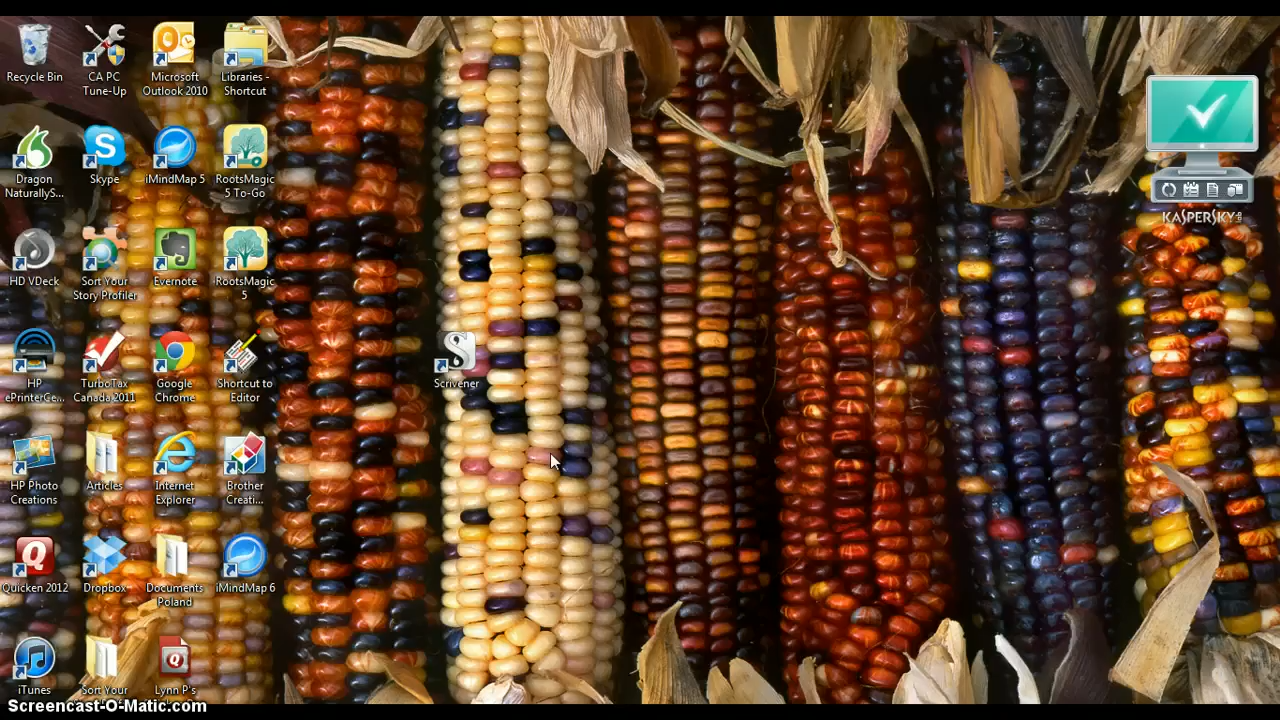 Recycle Bin
CA PC
Tune-Up
Microsoft
Outlook 2010
Libraries -
Shortcut
Dragon
NaturallyS...
Skype
iMindMap 5
RootsMagic
5 To-Go
HD VDeck
Sort Your
Story Profiler
Evernote
RootsMagic
5
HP
ePrinterCe...
TurboTax
Canada 2011
Google
Chrome
Shortcut to
Editor
Scrivener
HP Photo
Creations
Articles
Internet
Explorer
Brother
Creati...
Quicken 2012
Dropbox
Documents
Poland
iMindMap 6
iTunes
Sort Your
Lynn P's
KASPERSKY
Screencast-O-Matic.com